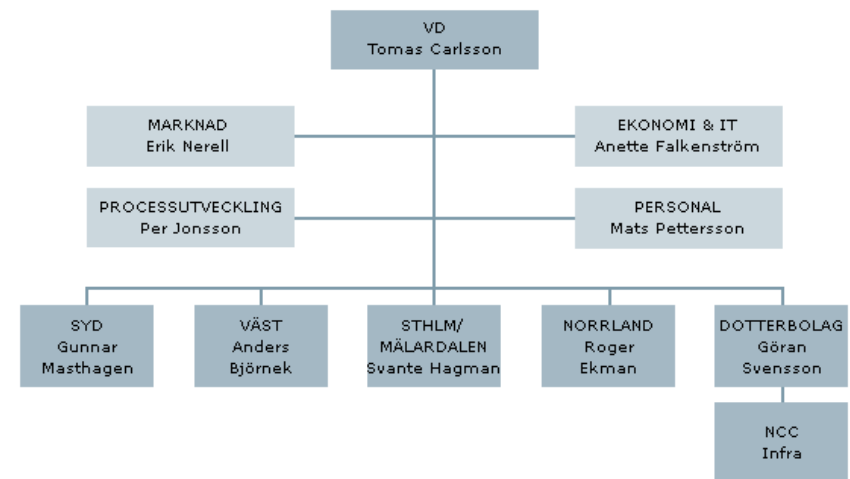 VD
Tomas Carlsson
MARKNAD
Erik Nerell
EKONOMI & IT
Anette Falkenström
PROCESSUTVECKLING
Per Jonsson
PERSONAL
Mats Pettersson
SYD
Gunnar
Masthagen
VÄST
Anders
Björnek
STHLM/
MÄLARDALEN
Svante Hagman
NORRLAND
Roger
Ekman
DOTTERBOLAG
Göran
Svensson
NCC
Infra